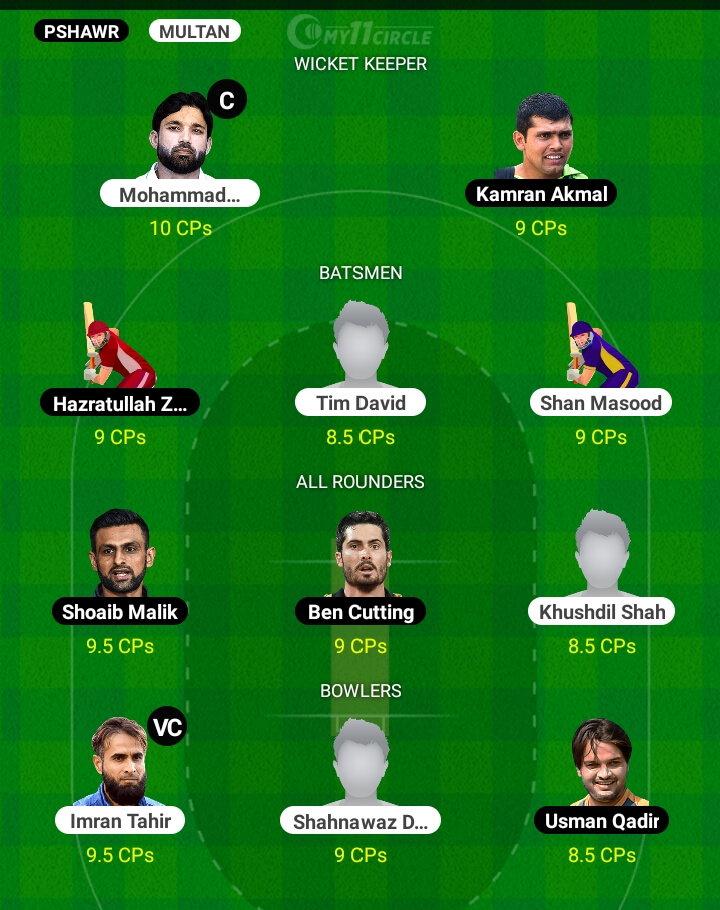 PSHAWR MULTAN MY11CIRCLE
WICKET KEEPER
C
Mohammad... Kamran Akmal
10 CPs 9 CPs
BATSMEN
Hazratullah Z... Tim David Shan Masood
9 CPs 8.5 CPs 9 CPs
ALL ROUNDERS
Shoaib Malik Ben Cutting Khushdil Shah
9.5 CPs 9 CPs 8.5 CPs
BOWLERS
VC
Imran Tahir Shahnawaz D... Usman Qadir
9.5 CPs 9 CPs 8.5 CPs